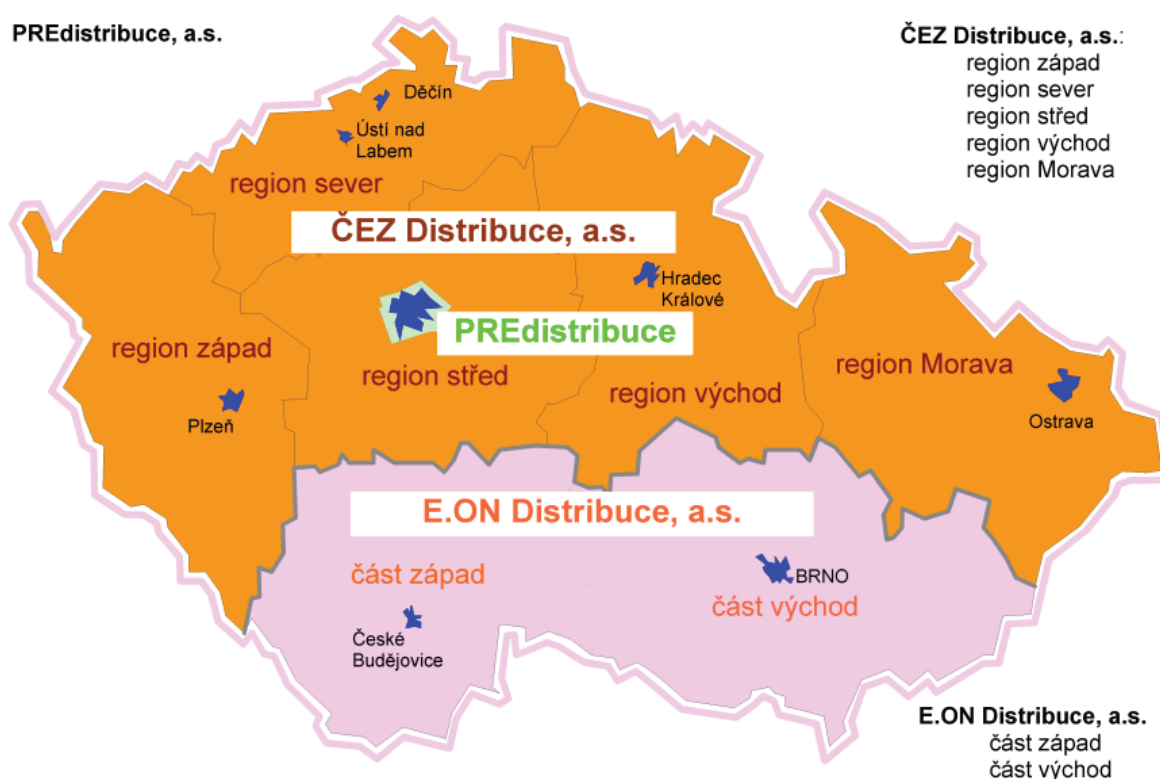 PREdistribuce, a.s.
ČEZ Distribuce, a.s.:
region západ
region sever
region střed
region východ
region Morava
Děčín
Ústí nad
Labem
region sever
ČEZ Distribuce, a.s.
Hradec
Králové
PREdistribuce
region západ
region střed
region východ
region Morava
Plzeň
Ostrava
E.ON Distribuce, a.s.
část západ
BRNO
část východ
České
Budějovice
E.ON Distribuce, a.s.
část západ
část východ